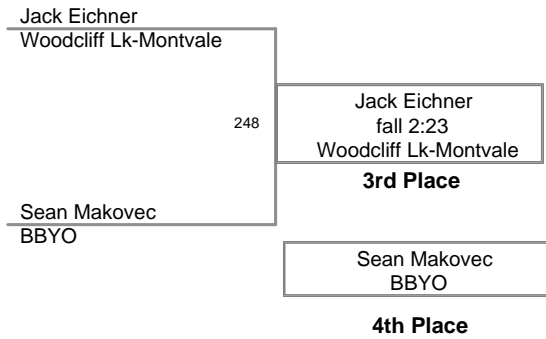 Jack Eichner
Woodcliff Lk-Montvale
248
Jack Eichner
fall 2:23
Woodcliff Lk-Montvale
3rd Place
Sean Makovec
BBYO
Sean Makovec
BBYO
4th Place